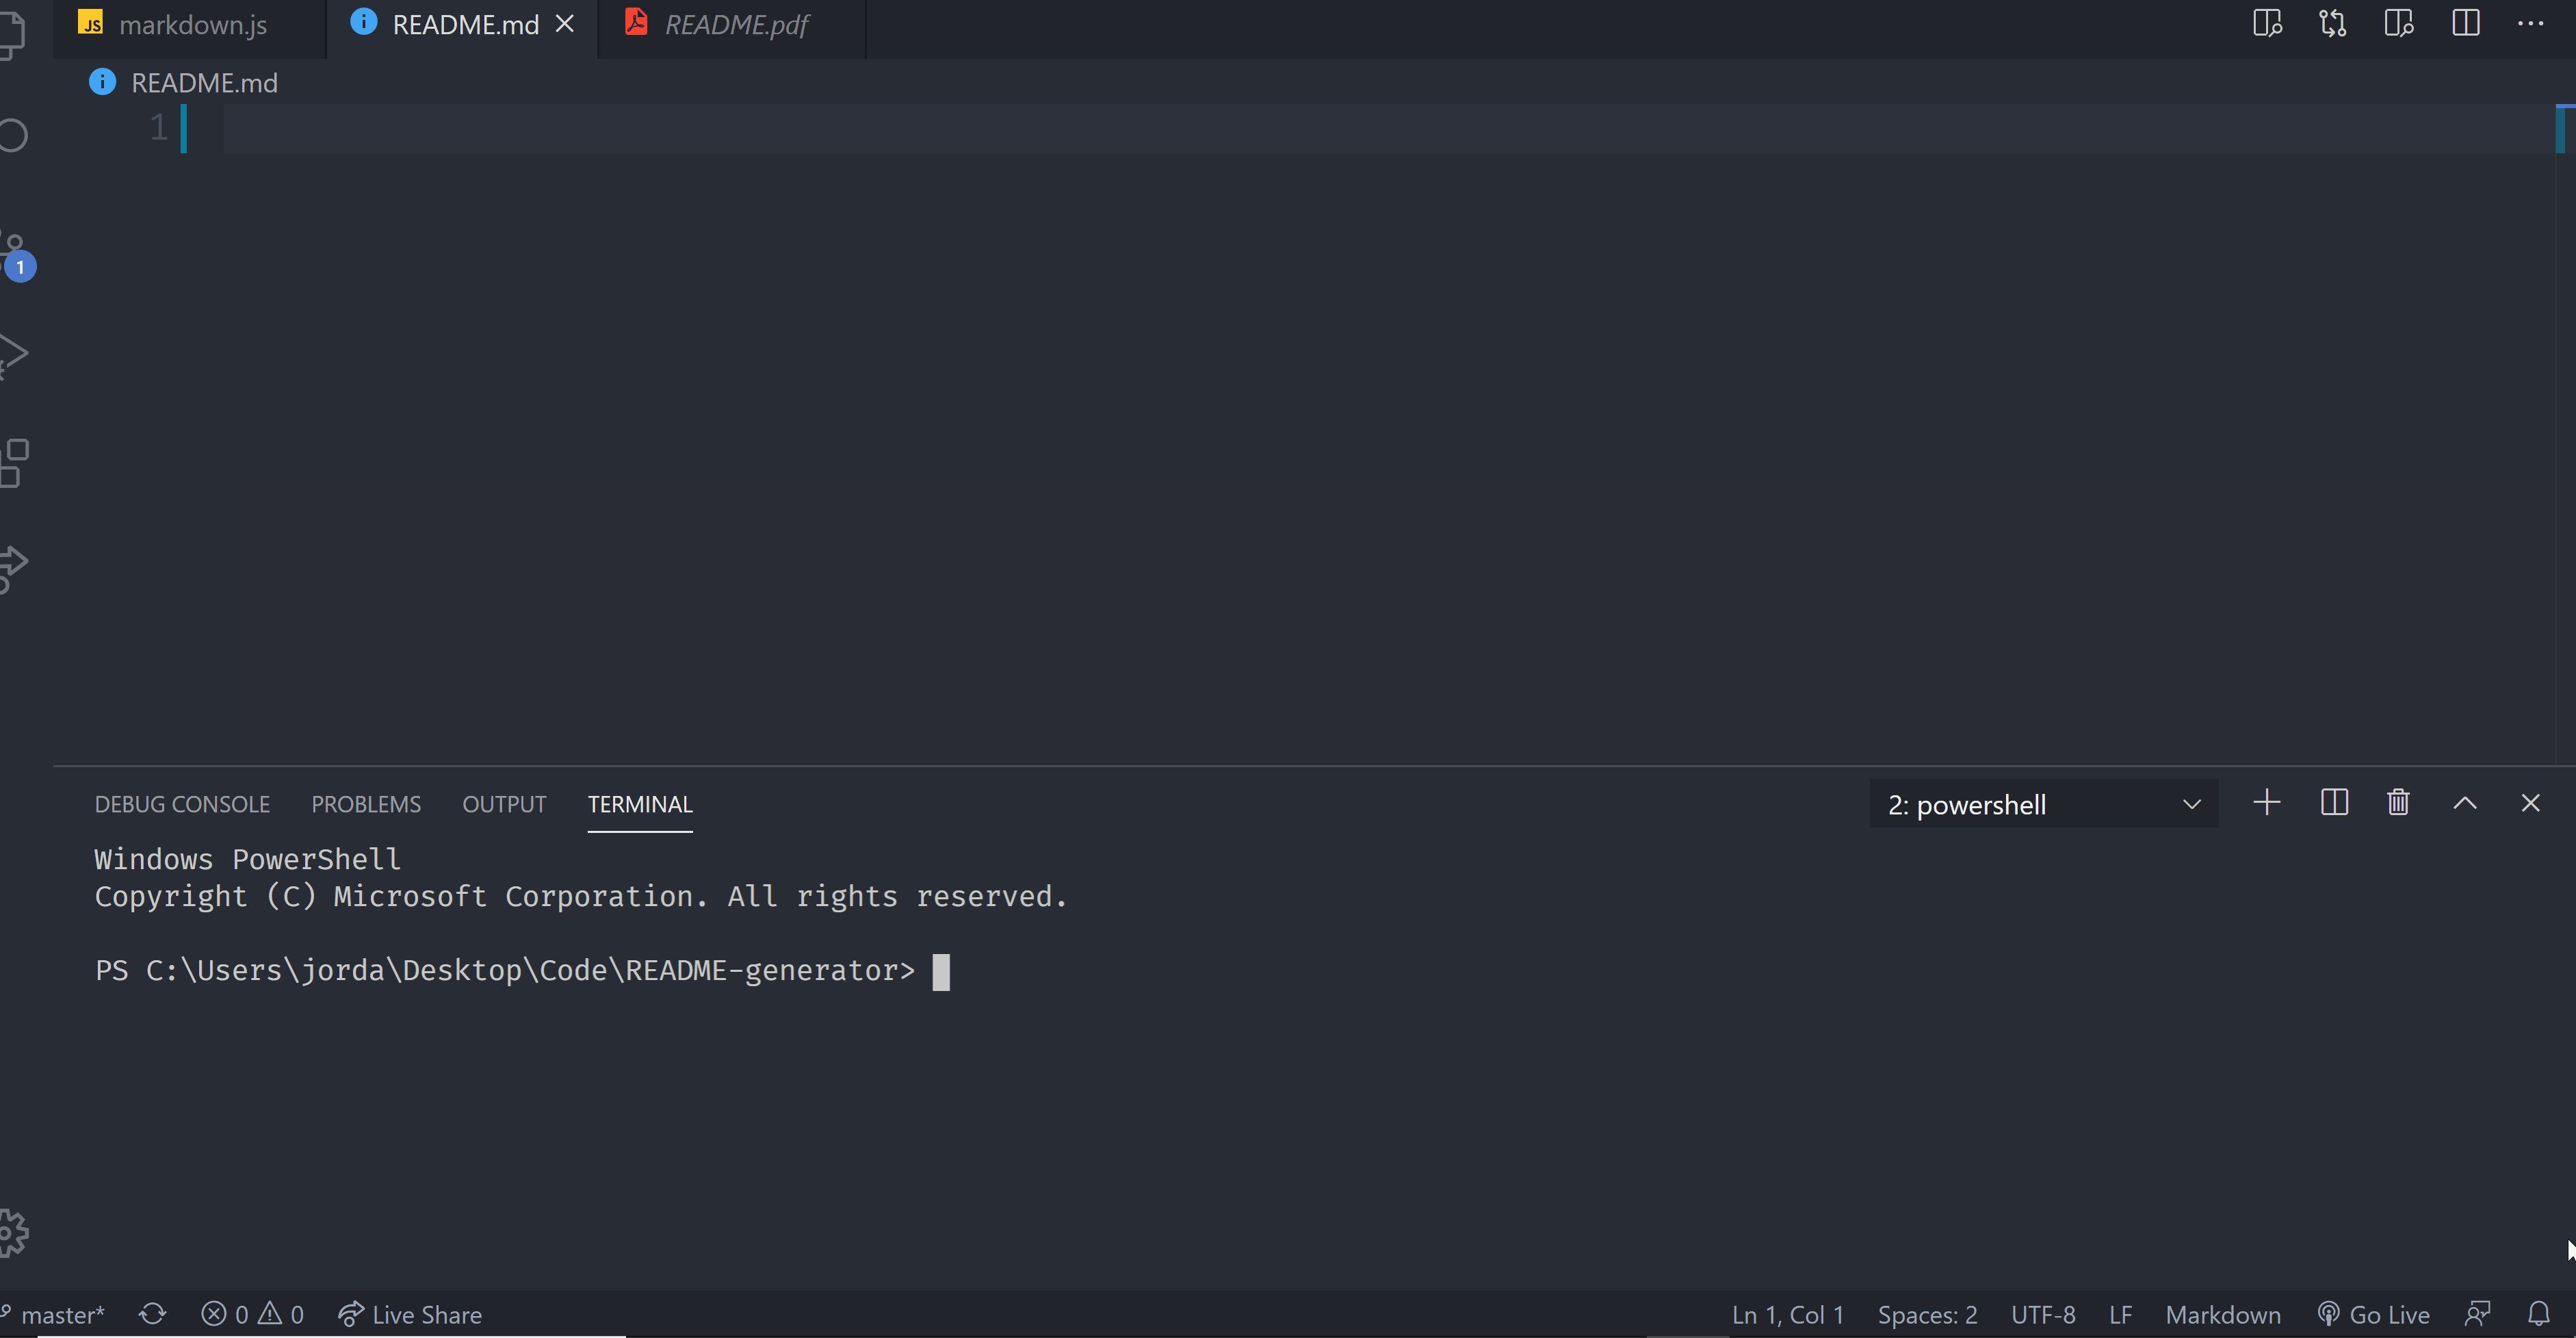 JS markdown.js README.md README.pdf
README.md
1
1
DEBUG CONSOLE PROBLEMS OUTPUT TERMINAL 2: powershell
Windows PowerShell
Copyright (C) Microsoft Corporation. All rights reserved.
PS C:\Users\jorda\Desktop\Code\README-generator>
master* 0 0 Live Share Ln 1, Col 1 Spaces: 2 UTF-8 LF Markdown Go Live